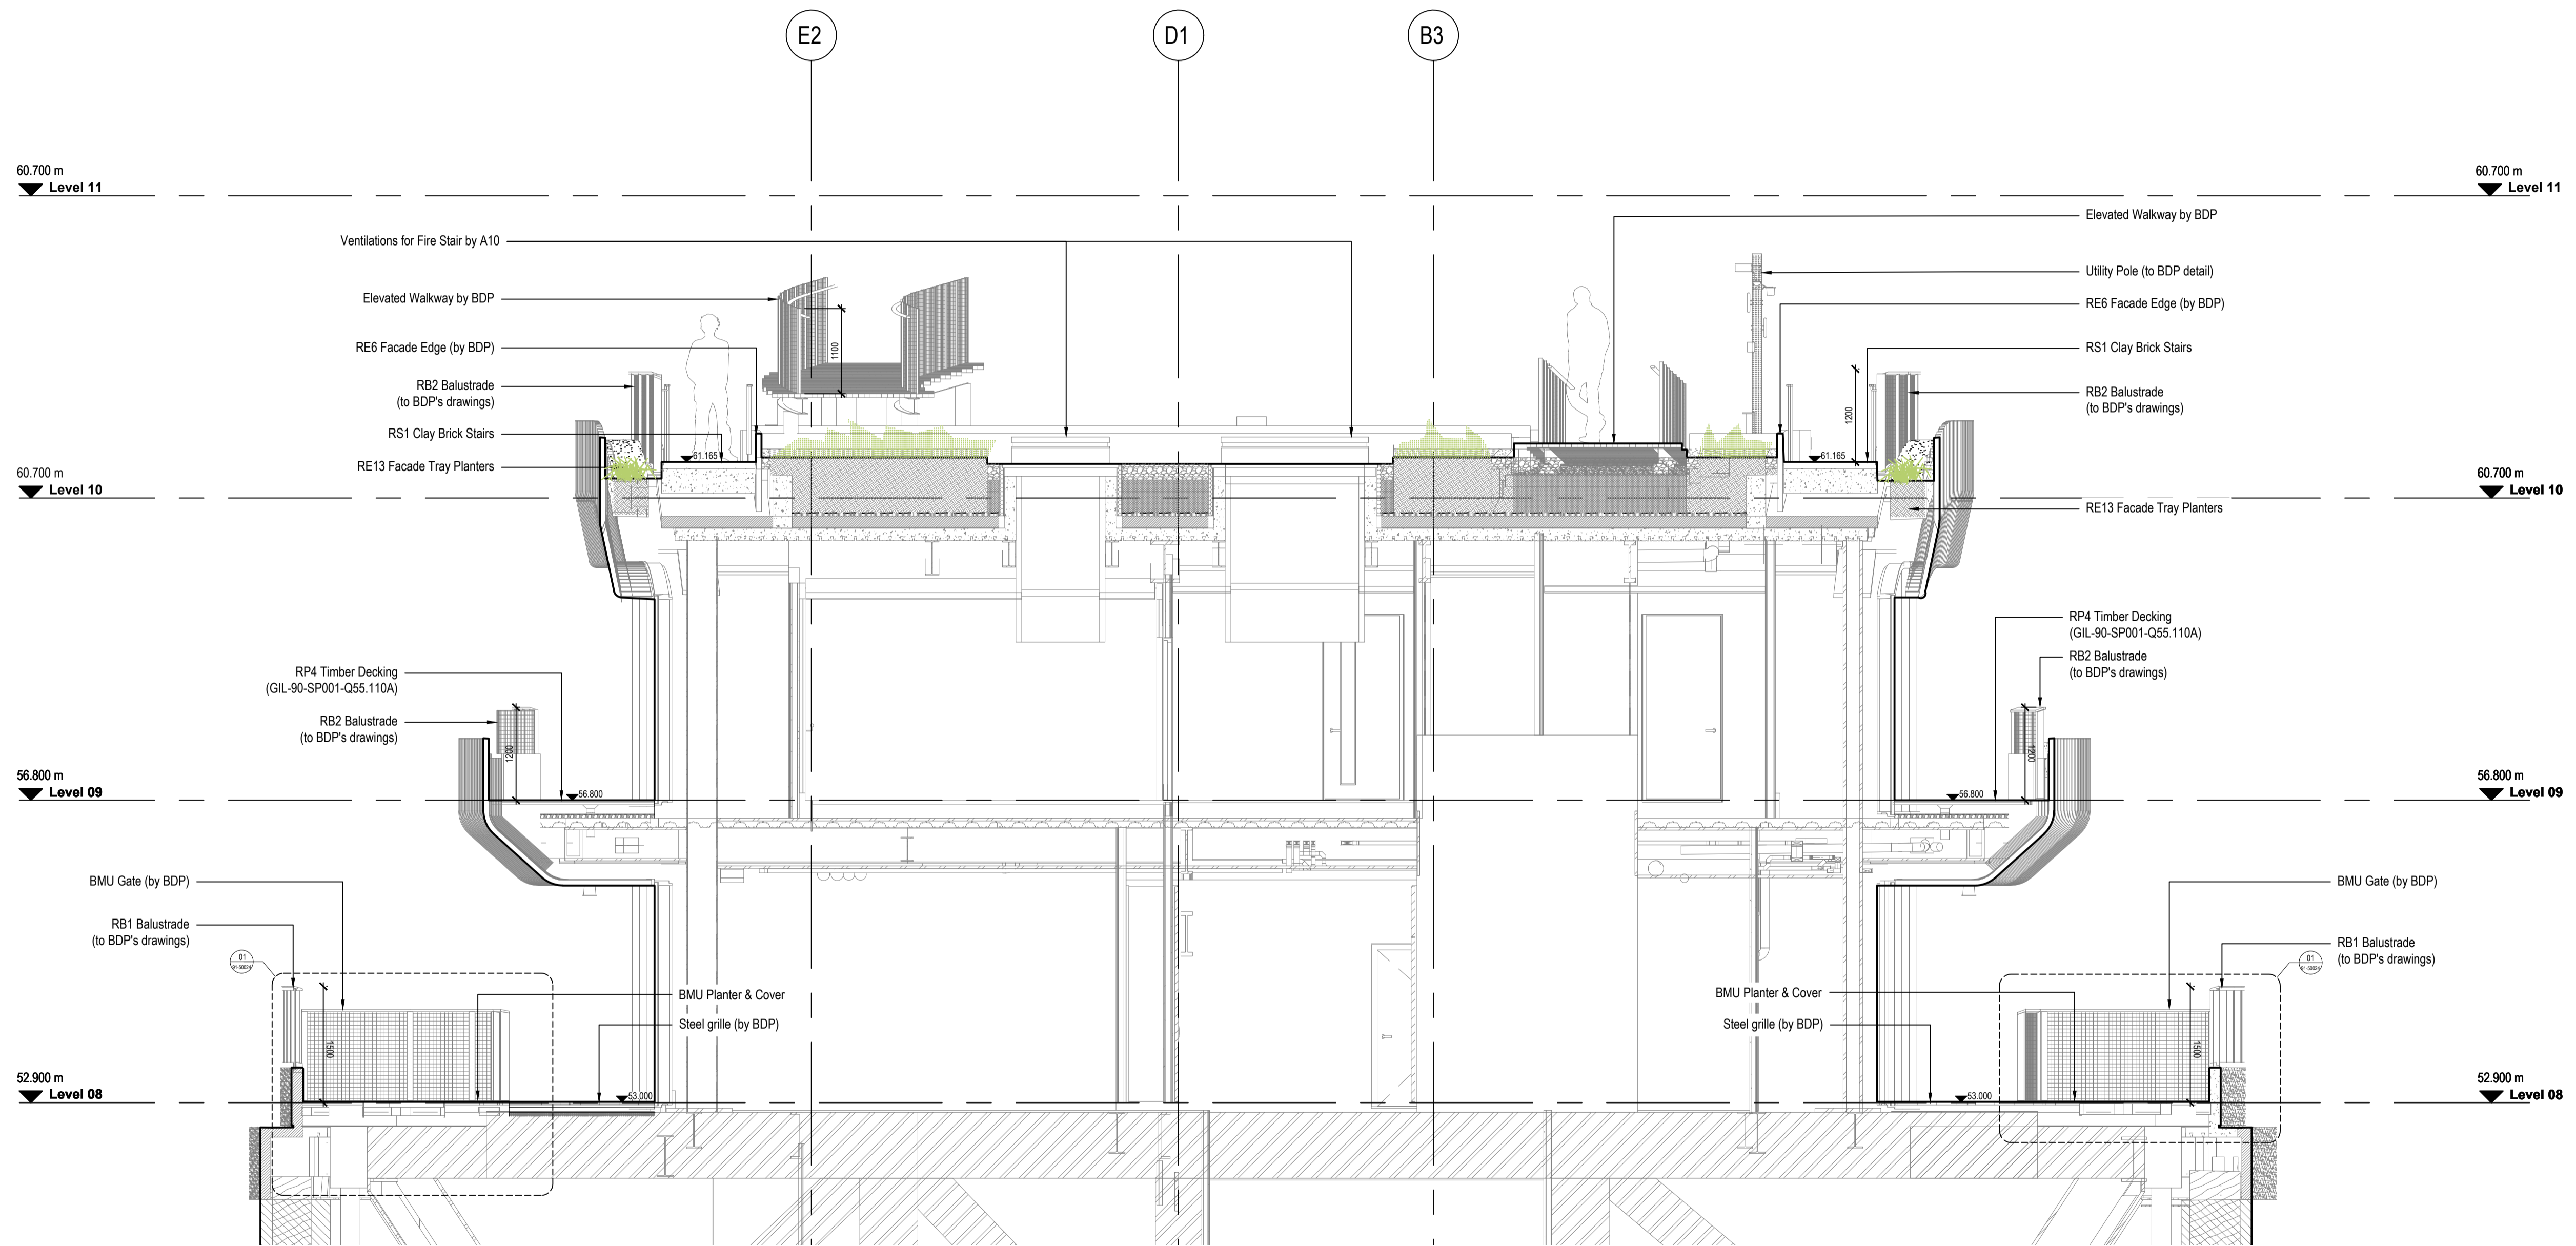 E2
D1
B3
60.700 m
Level 11
60.700 m
Level 11
Elevated Walkway by BDP
Ventilations for Fire Stair by A10
Utility Pole (to BDP detail)
Elevated Walkway by BDP
RE6 Facade Edge (by BDP)
1100
RE6 Facade Edge (by BDP)
RS1 Clay Brick Stairs
RB2 Balustrade
(to BDP's drawings)
RB2 Balustrade
(to BDP's drawings)
1200
RS1 Clay Brick Stairs
61.165
61.165
RE13 Facade Tray Planters
60.700 m
Level 10
60.700 m
Level 10
RE13 Facade Tray Planters
RP4 Timber Decking
(GIL-90-SP001-Q55.110A)
RB2 Balustrade
(to BDP's drawings)
RP4 Timber Decking
(GIL-90-SP001-Q55.110A)
RB2 Balustrade
(to BDP's drawings)
1200
1200
56.800 m
Level 09
56.800
56.800
56.800 m
Level 09
BMU Gate (by BDP)
BMU Gate (by BDP)
RB1 Balustrade
(to BDP's drawings)
RB1 Balustrade
(to BDP's drawings)
01
91-50024
01
91-50024
BMU Planter & Cover
BMU Planter & Cover
Steel grille (by BDP)
Steel grille (by BDP)
1500
1500
52.900 m
Level 08
53.000
53.000
52.900 m
Level 08